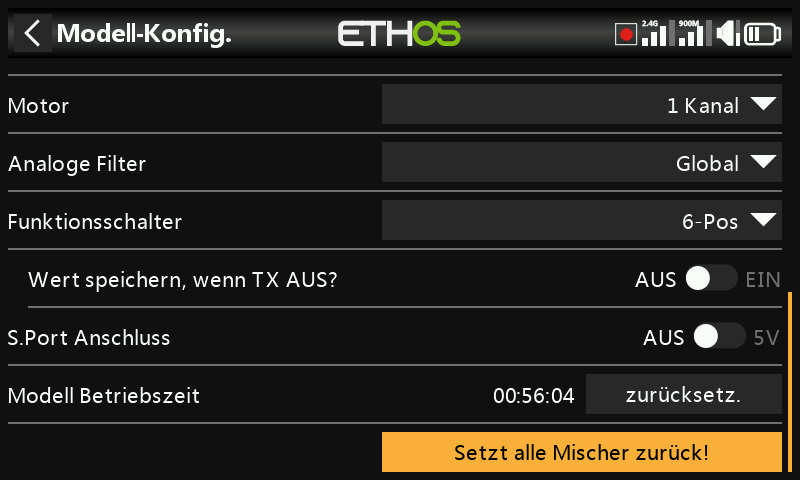 Modell-Konfig. ETHOS 2.4G 900M
Motor 1 Kanal
Analoge Filter Global
Funktionsschalter 6-Pos
Wert speichern, wenn TX AUS? AUS EIN
S.Port Anschluss AUS 5V
Modell Betriebszeit 00:56:04 zurücksetz.
Setzt alle Mischer zurück!